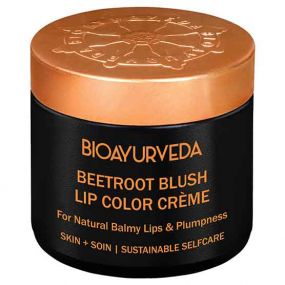 BIOAYURVEDA
BEETROOT BLUSH
LIP COLOR CRÈME
For Natural Balmy Lips & Plumpness
SKIN + SOIN | SUSTAINABLE SELFCARE